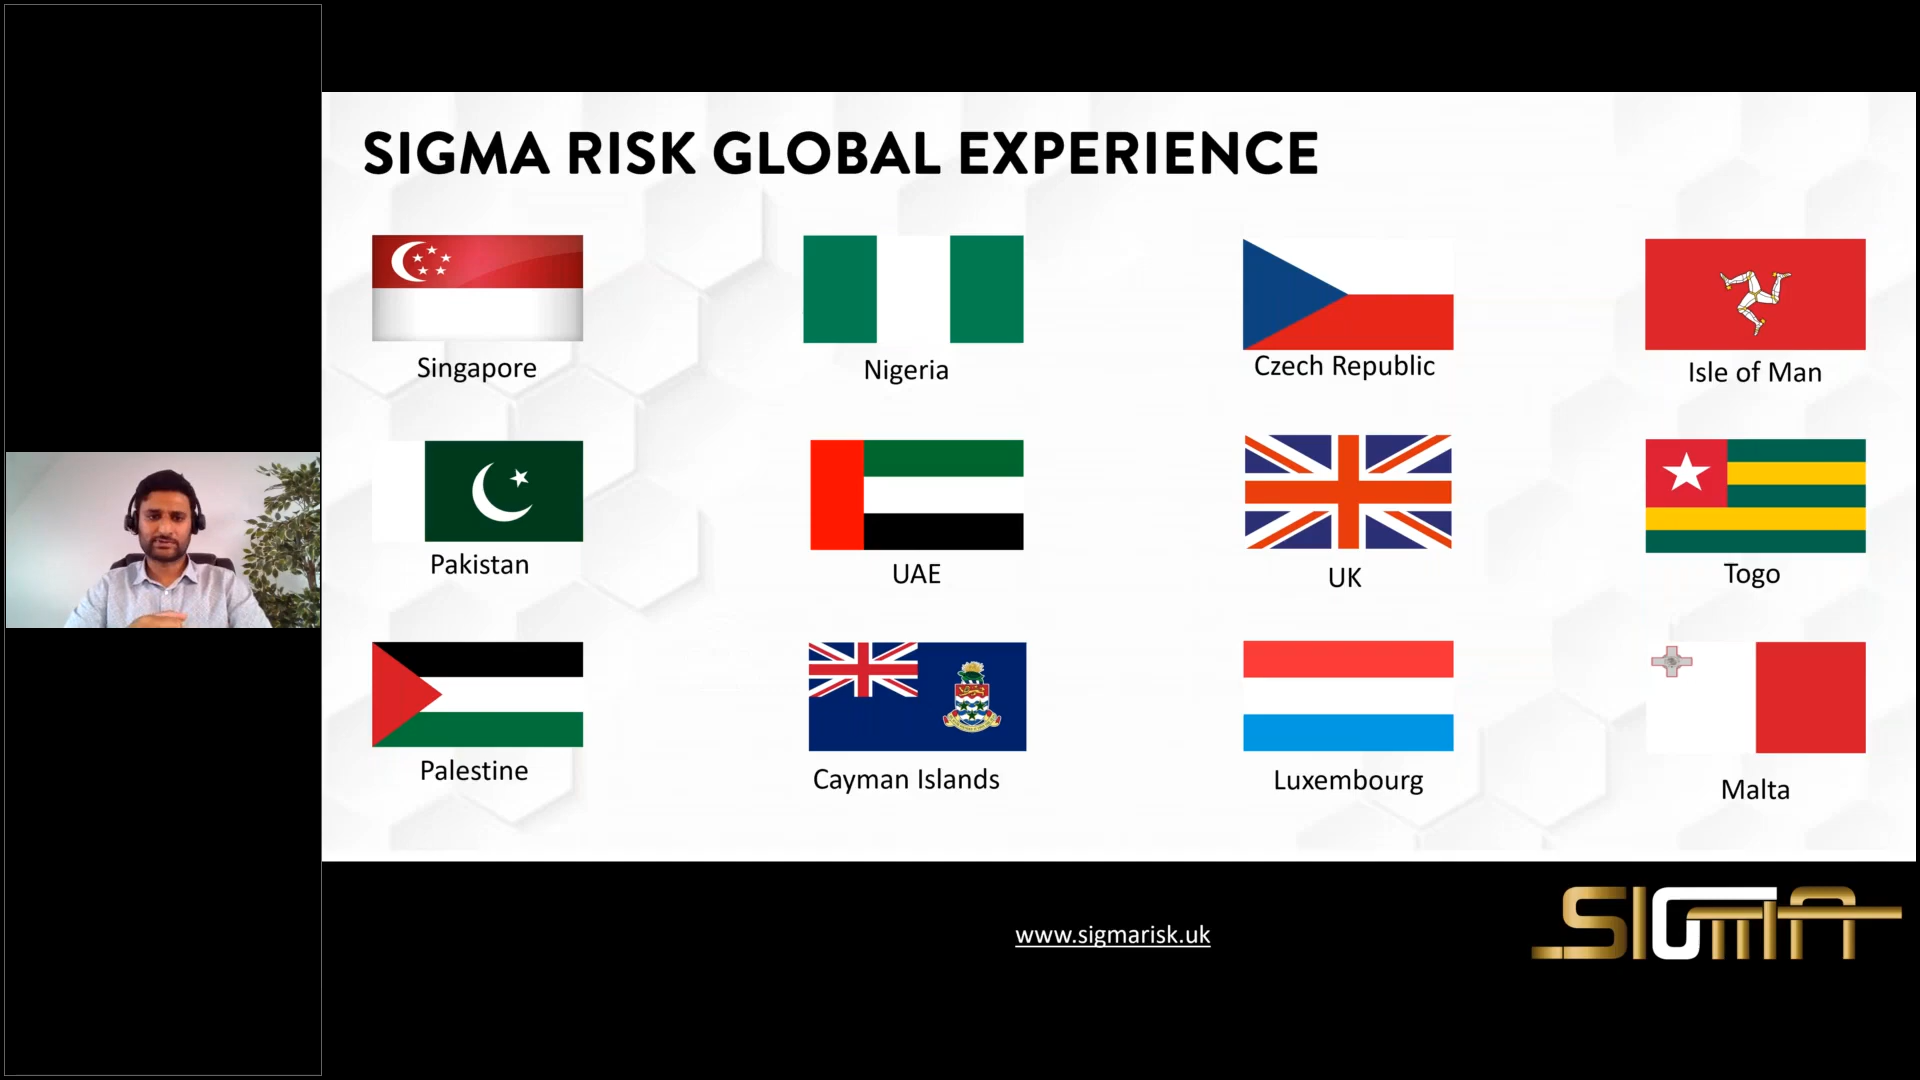 SIGMA RISK GLOBAL EXPERIENCE
Singapore
Nigeria
Czech Republic
Isle of Man
Pakistan
UAE
UK
Togo
Palestine
Cayman Islands
Luxembourg
Malta
www.sigmarisk.uk
SIGMA